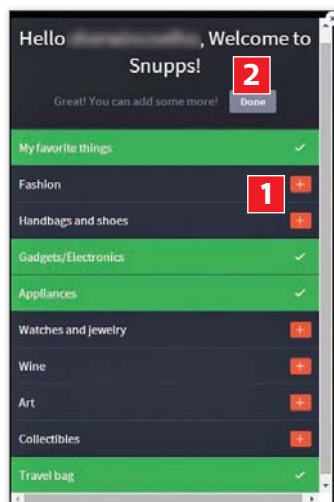 Hello , Welcome to
Snupps!
2
Great! You can add some more! Done
My favorite things
Fashion
1
Handbags and shoes
Gadgets/Electronics
Appliances
Watches and jewelry
Wine
Art
Collectibles
Travel bag